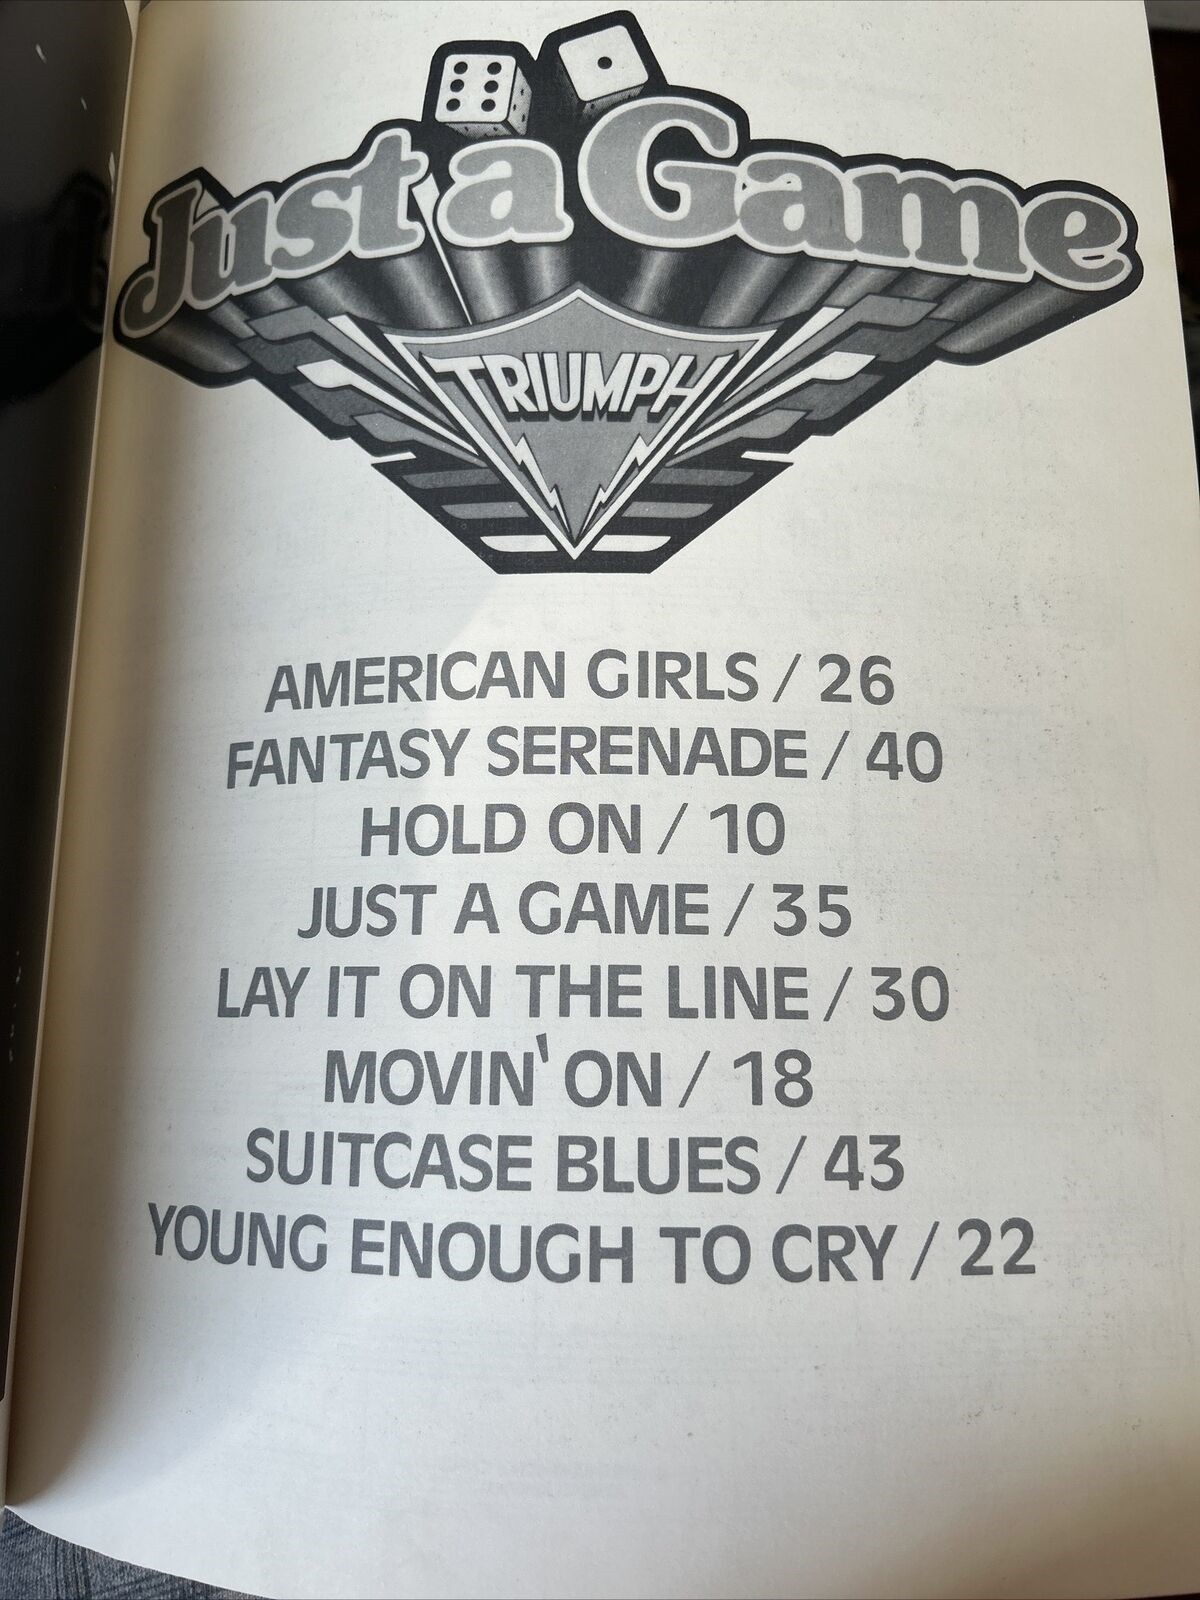 Just a Game
TRIUMPH
AMERICAN GIRLS / 26
FANTASY SERENADE / 40
HOLD ON / 10
JUST A GAME / 35
LAY IT ON THE LINE / 30
MOVIN' ON / 18
SUITCASE BLUES / 43
YOUNG ENOUGH TO CRY / 22